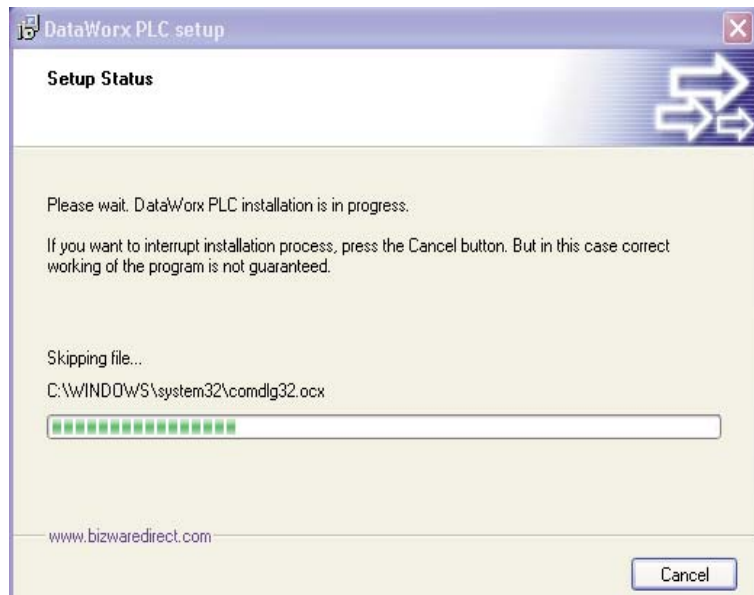 DataWorx PLC setup
Setup Status
Please wait. DataWorx PLC installation is in progress.
If you want to interrupt installation process, press the Cancel button. But in this case correct
working of the program is not guaranteed.
Skipping file...
C:\WINDOWS\system32\comdlg32.ocx
www.bizwaredirect.com
Cancel